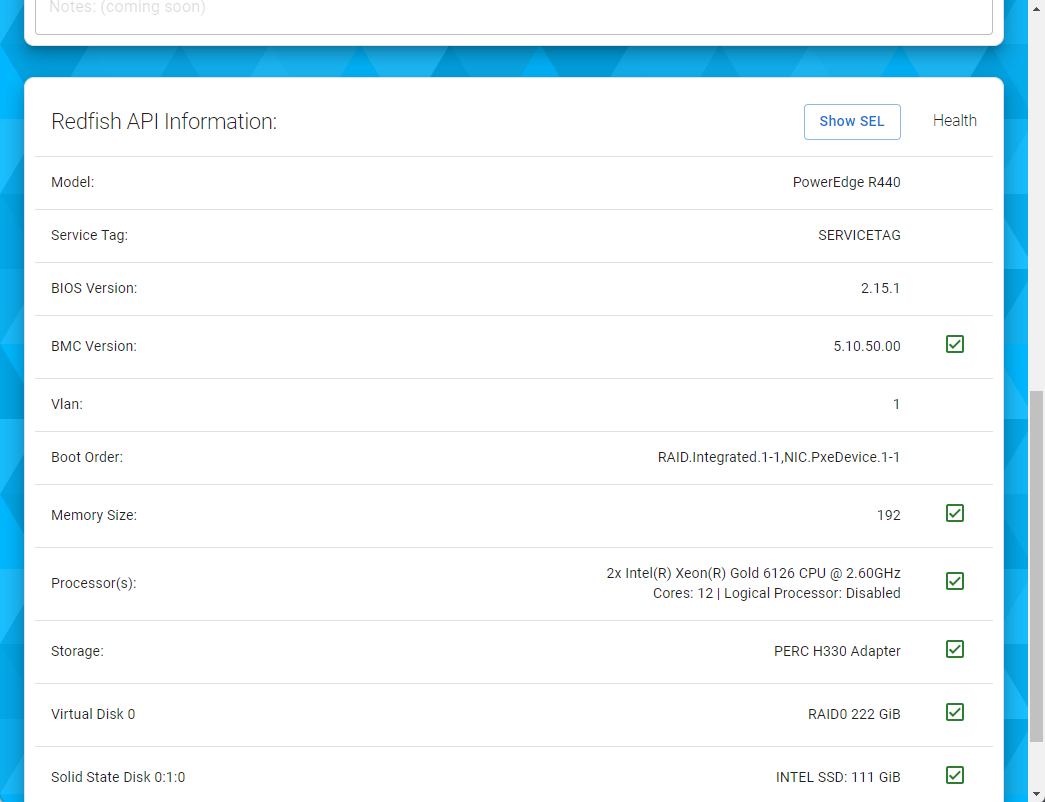 Notes: (coming soon)
Redfish API Information:
Show SEL
Health
Model:
PowerEdge R440
Service Tag:
SERVICETAG
BIOS Version:
2.15.1
BMC Version:
5.10.50.00
Vlan:
1
Boot Order:
RAID.Integrated.1-1,NIC.PxeDevice.1-1
Memory Size:
192
Processor(s):
2x Intel(R) Xeon(R) Gold 6126 CPU @ 2.60GHz
Cores: 12 | Logical Processor: Disabled
Storage:
PERC H330 Adapter
Virtual Disk 0
RAID0 222 GiB
Solid State Disk 0:1:0
INTEL SSD: 111 GiB